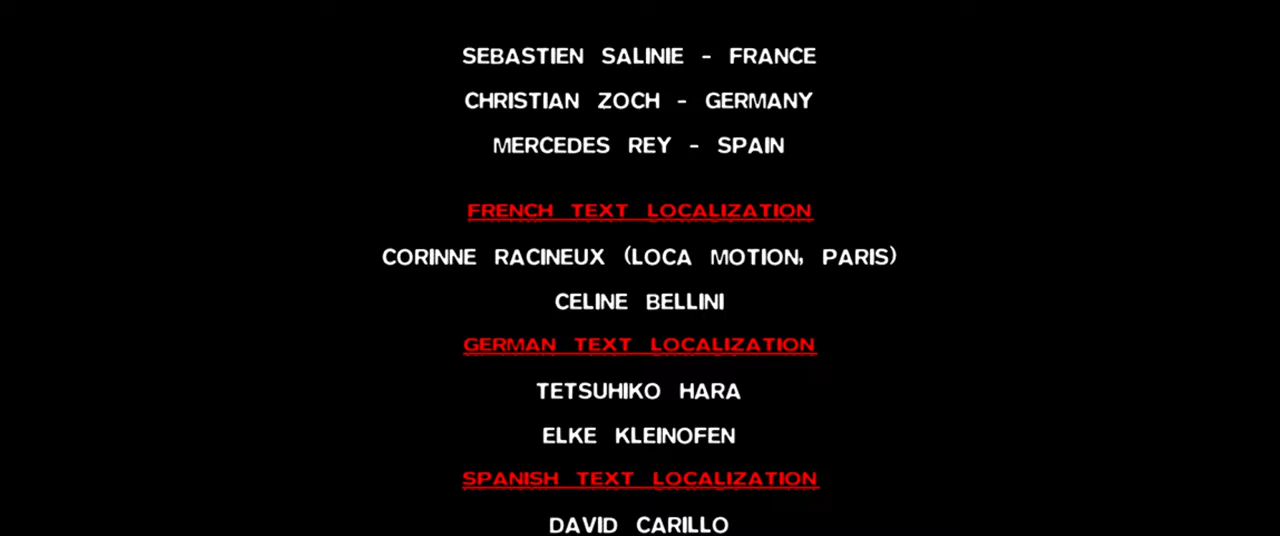 SEBASTIEN SALINIE - FRANCE
CHRISTIAN ZOCH - GERMANY
MERCEDES REY - SPAIN
FRENCH TEXT LOCALIZATION
CORINNE RACINEUX (LOCA MOTION, PARIS)
CELINE BELLINI
GERMAN TEXT LOCALIZATION
TETSUHIKO HARA
ELKE KLEINOFEN
SPANISH TEXT LOCALIZATION
DAVID CARILLO